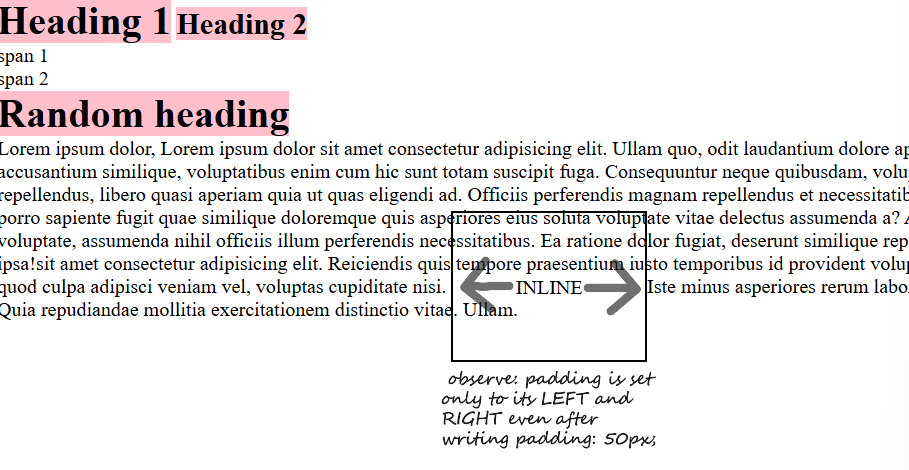 Heading 1 Heading 2
span 1
span 2
Random heading
Lorem ipsum dolor, Lorem ipsum dolor sit amet consectetur adipisicing elit. Ullam quo, odit laudantium dolore ap
accusantium similique, voluptatibus enim cum hic sunt totam suscipit fuga. Consequuntur neque quibusdam, volu
repellendus, libero quasi aperiam quia ut quas eligendi ad. Officiis perferendis magnam repellendus et necessitatib
porro sapiente fugit quae similique doloremque quis asperiores eius soluta voluptate vitae delectus assumenda a? A
voluptate, assumenda nihil officiis illum perferendis necessitatibus. Ea ratione dolor fugiat, deserunt similique rep
ipsa!sit amet consectetur adipisicing elit. Reiciendis quis tempore praesentium iusto temporibus id provident volup
quod culpa adipisci veniam vel, voluptas cupiditate nisi. INLINE Iste minus asperiores rerum labo
Quia repudiandae mollitia exercitationem distinctio vitae. Ullam.
observe: padding is set
only to its LEFT and
RIGHT even after
writing padding: 50px;